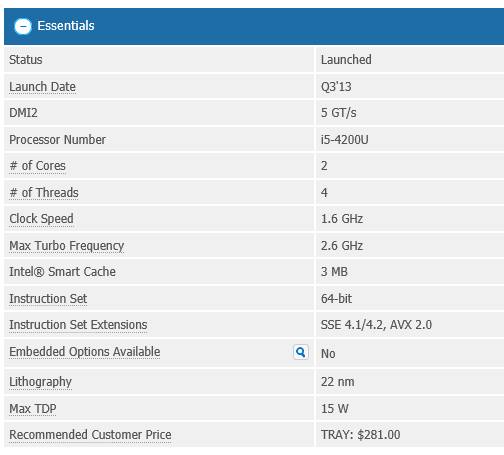 Essentials
Status Launched
Launch Date Q3'13
DMI2 5 GT/s
Processor Number i5-4200U
# of Cores 2
# of Threads 4
Clock Speed 1.6 GHz
Max Turbo Frequency 2.6 GHz
Intel® Smart Cache 3 MB
Instruction Set 64-bit
Instruction Set Extensions SSE 4.1/4.2, AVX 2.0
Embedded Options Available No
Lithography 22 nm
Max TDP 15 W
Recommended Customer Price TRAY: $281.00